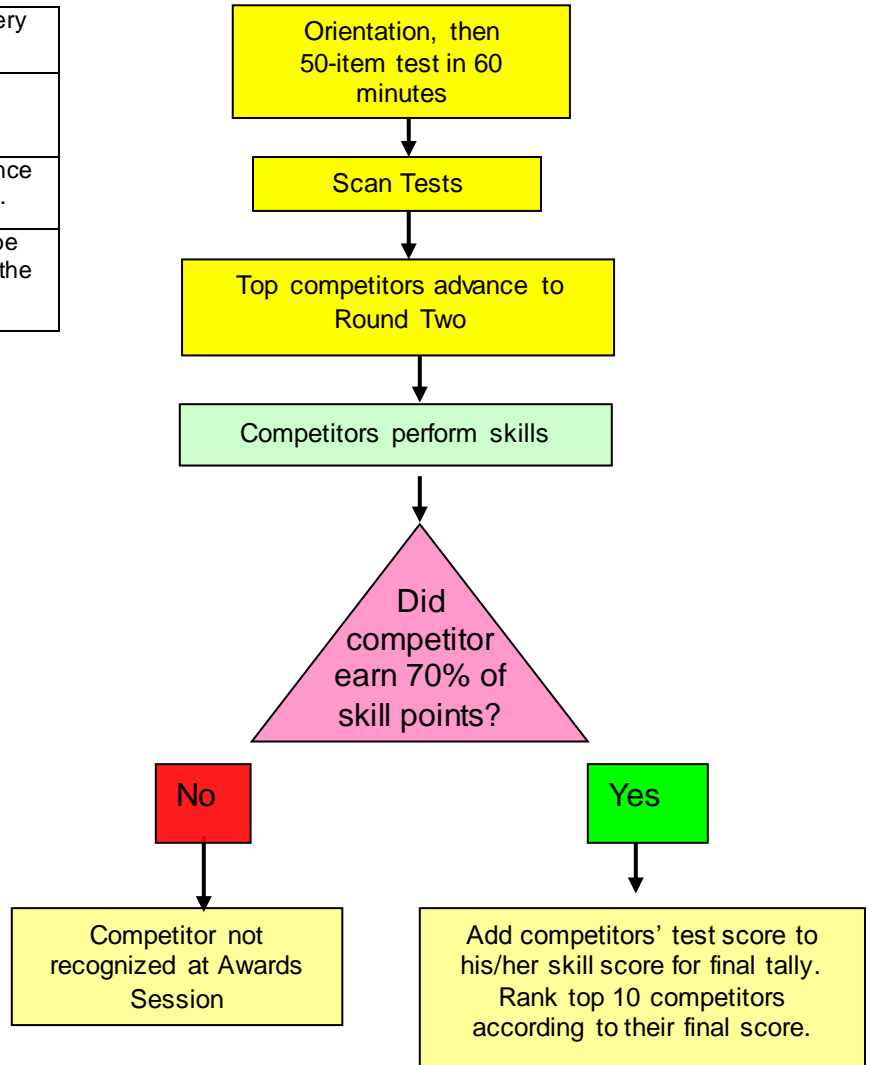 Orientation, then
50-item test in 60
minutes
Scan Tests
Top competitors advance to
Round Two
Competitors perform skills
Did
competitor
earn 70% of
skill points?
No
Yes
Competitor not
recognized at Awards
Session
Add competitors' test score to
his/her skill score for final tally.
Rank top 10 competitors
according to their final score.
the